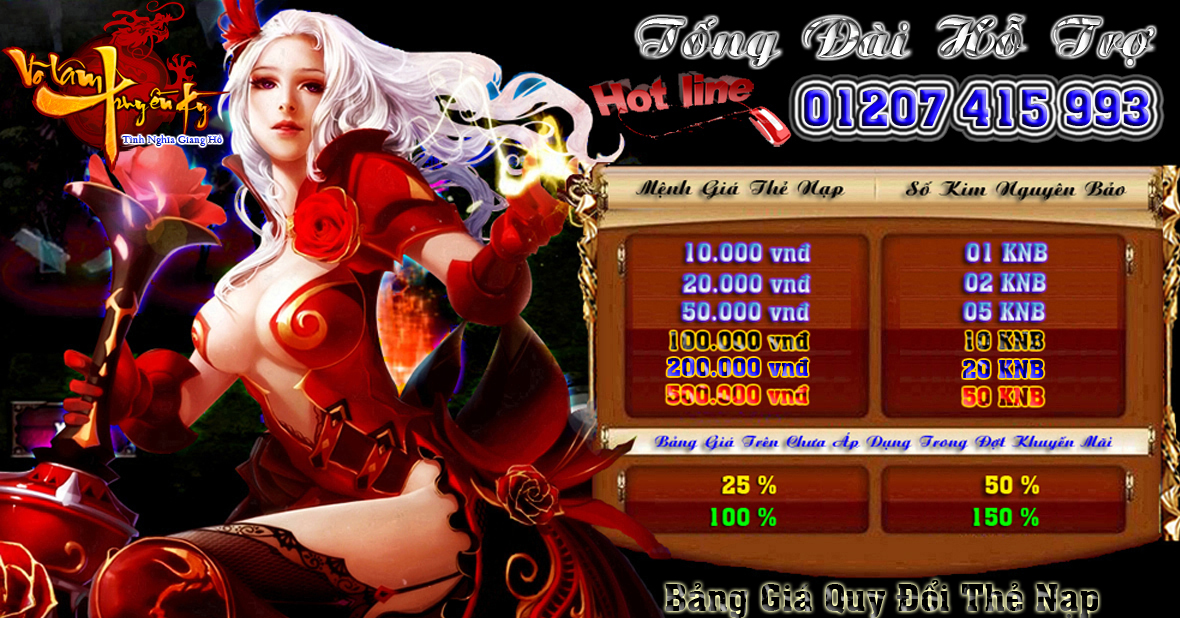 Võ Lâm
Truyền Kỳ
Tình Nghĩa Giang Hồ
Tổng Đài Hỗ Trợ
Hot line
01207 415 993
Mệnh Giá Thẻ Nạp
Số Kim Nguyên Bảo
10.000 vnđ 01 KNB
20.000 vnđ 02 KNB
50.000 vnđ 05 KNB
100.000 vnđ 10 KNB
200.000 vnđ 20 KNB
500.000 vnđ 50 KNB
Bảng Giá Trên Chưa Áp Dụng Trong Đợt Khuyến Mãi
25 % 50 %
100 % 150 %
Bảng Giá Quy Đổi Thẻ Nạp